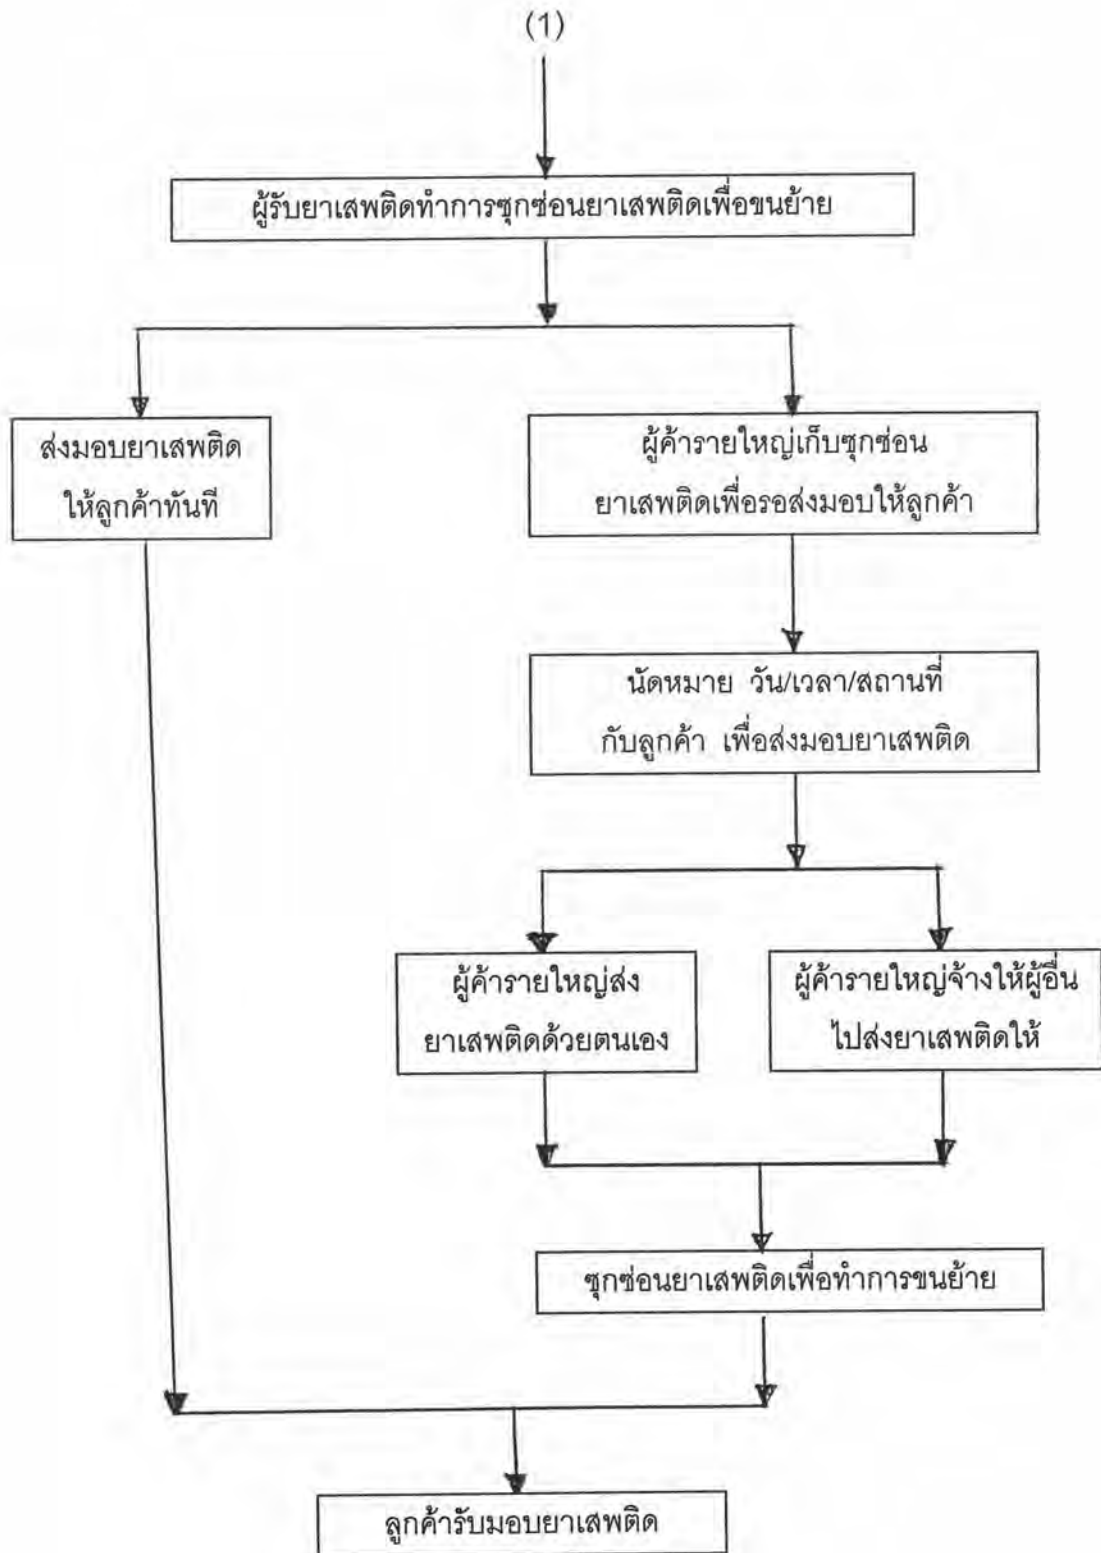 (1)
ผู้รับยาเสพติดทำการซุกซ่อนยาเสพติดเพื่อขนย้าย
ส่งมอบยาเสพติด
ให้ลูกค้าทันที
ผู้ค้ารายใหญ่เก็บซุกซ่อน
ยาเสพติดเพื่อรอส่งมอบให้ลูกค้า
นัดหมาย วัน/เวลา/สถานที่
กับลูกค้า เพื่อส่งมอบยาเสพติด
ผู้ค้ารายใหญ่ส่ง
ยาเสพติดด้วยตนเอง
ผู้ค้ารายใหญ่จ้างให้ผู้อื่น
ไปส่งยาเสพติดให้
ซุกซ่อนยาเสพติดเพื่อทำการขนย้าย
ลูกค้ารับมอบยาเสพติด